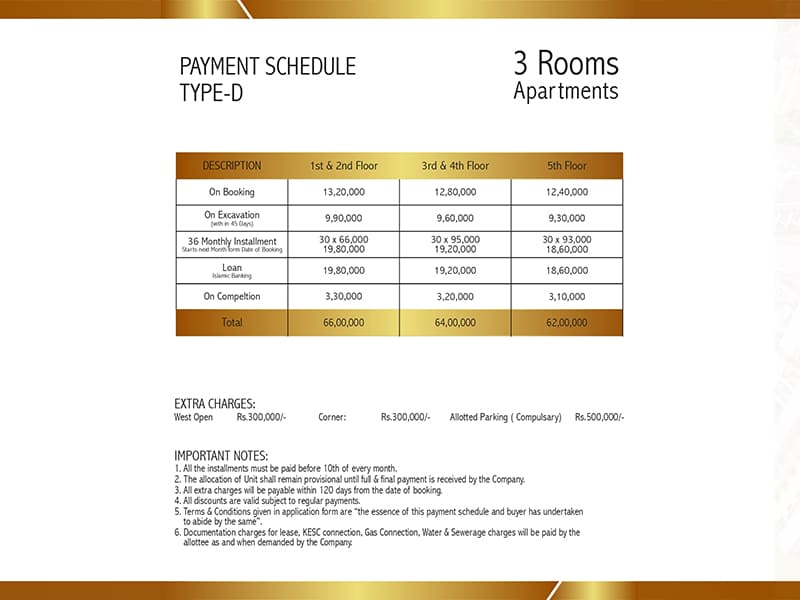 PAYMENT SCHEDULE
TYPE-D
3 Rooms
Apartments
DESCRIPTION 1st & 2nd Floor 3rd & 4th Floor 5th Floor
On Booking 13,20,000 12,80,000 12,40,000
On Excavation 9,90,000 9,60,000 9,30,000
(with in 45 Days)
36 Monthly Installment 30 x 66,000 30 x 95,000 30 x 93,000
Starts next Month form Date of Booking 19,80,000 19,20,000 18,60,000
Loan 19,80,000 19,20,000 18,60,000
Islamic Banking
On Compeltion 3,30,000 3,20,000 3,10,000
Total 66,00,000 64,00,000 62,00,000
EXTRA CHARGES:
West Open Rs.300,000/- Corner: Rs.300,000/- Allotted Parking ( Compulsary) Rs.500,000/-
IMPORTANT NOTES:
1. All the installments must be paid before 10th of every month.
2. The allocation of Unit shall remain provisional until full & final payment is received by the Company.
3. All extra charges will be payable within 120 days from the date of booking.
4. All discounts are valid subject to regular payments.
5. Terms & Conditions given in application form are “the essence of this payment schedule and buyer has undertaken
to abide by the same”.
6. Documentation charges for lease, KESC connection, Gas Connection, Water & Sewerage charges will be paid by the
allottee as and when demanded by the Company.